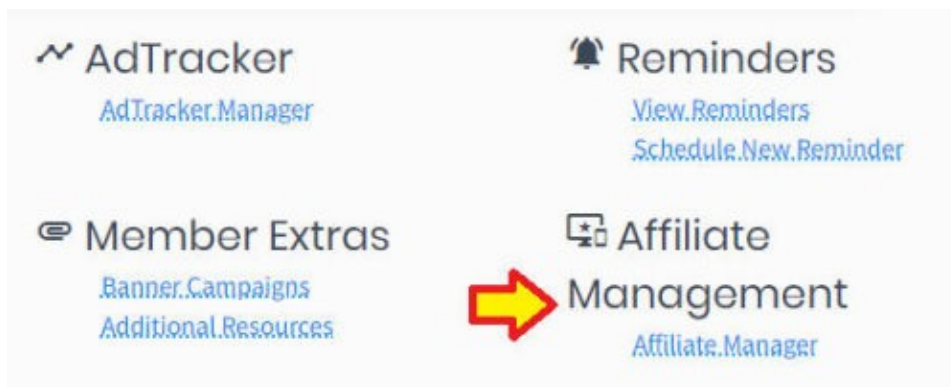 AdTracker
AdTracker Manager
Reminders
View Reminders
Schedule New Reminder
Member Extras
Banner Campaigns
Additional Resources
Affiliate
Management
Affiliate Manager